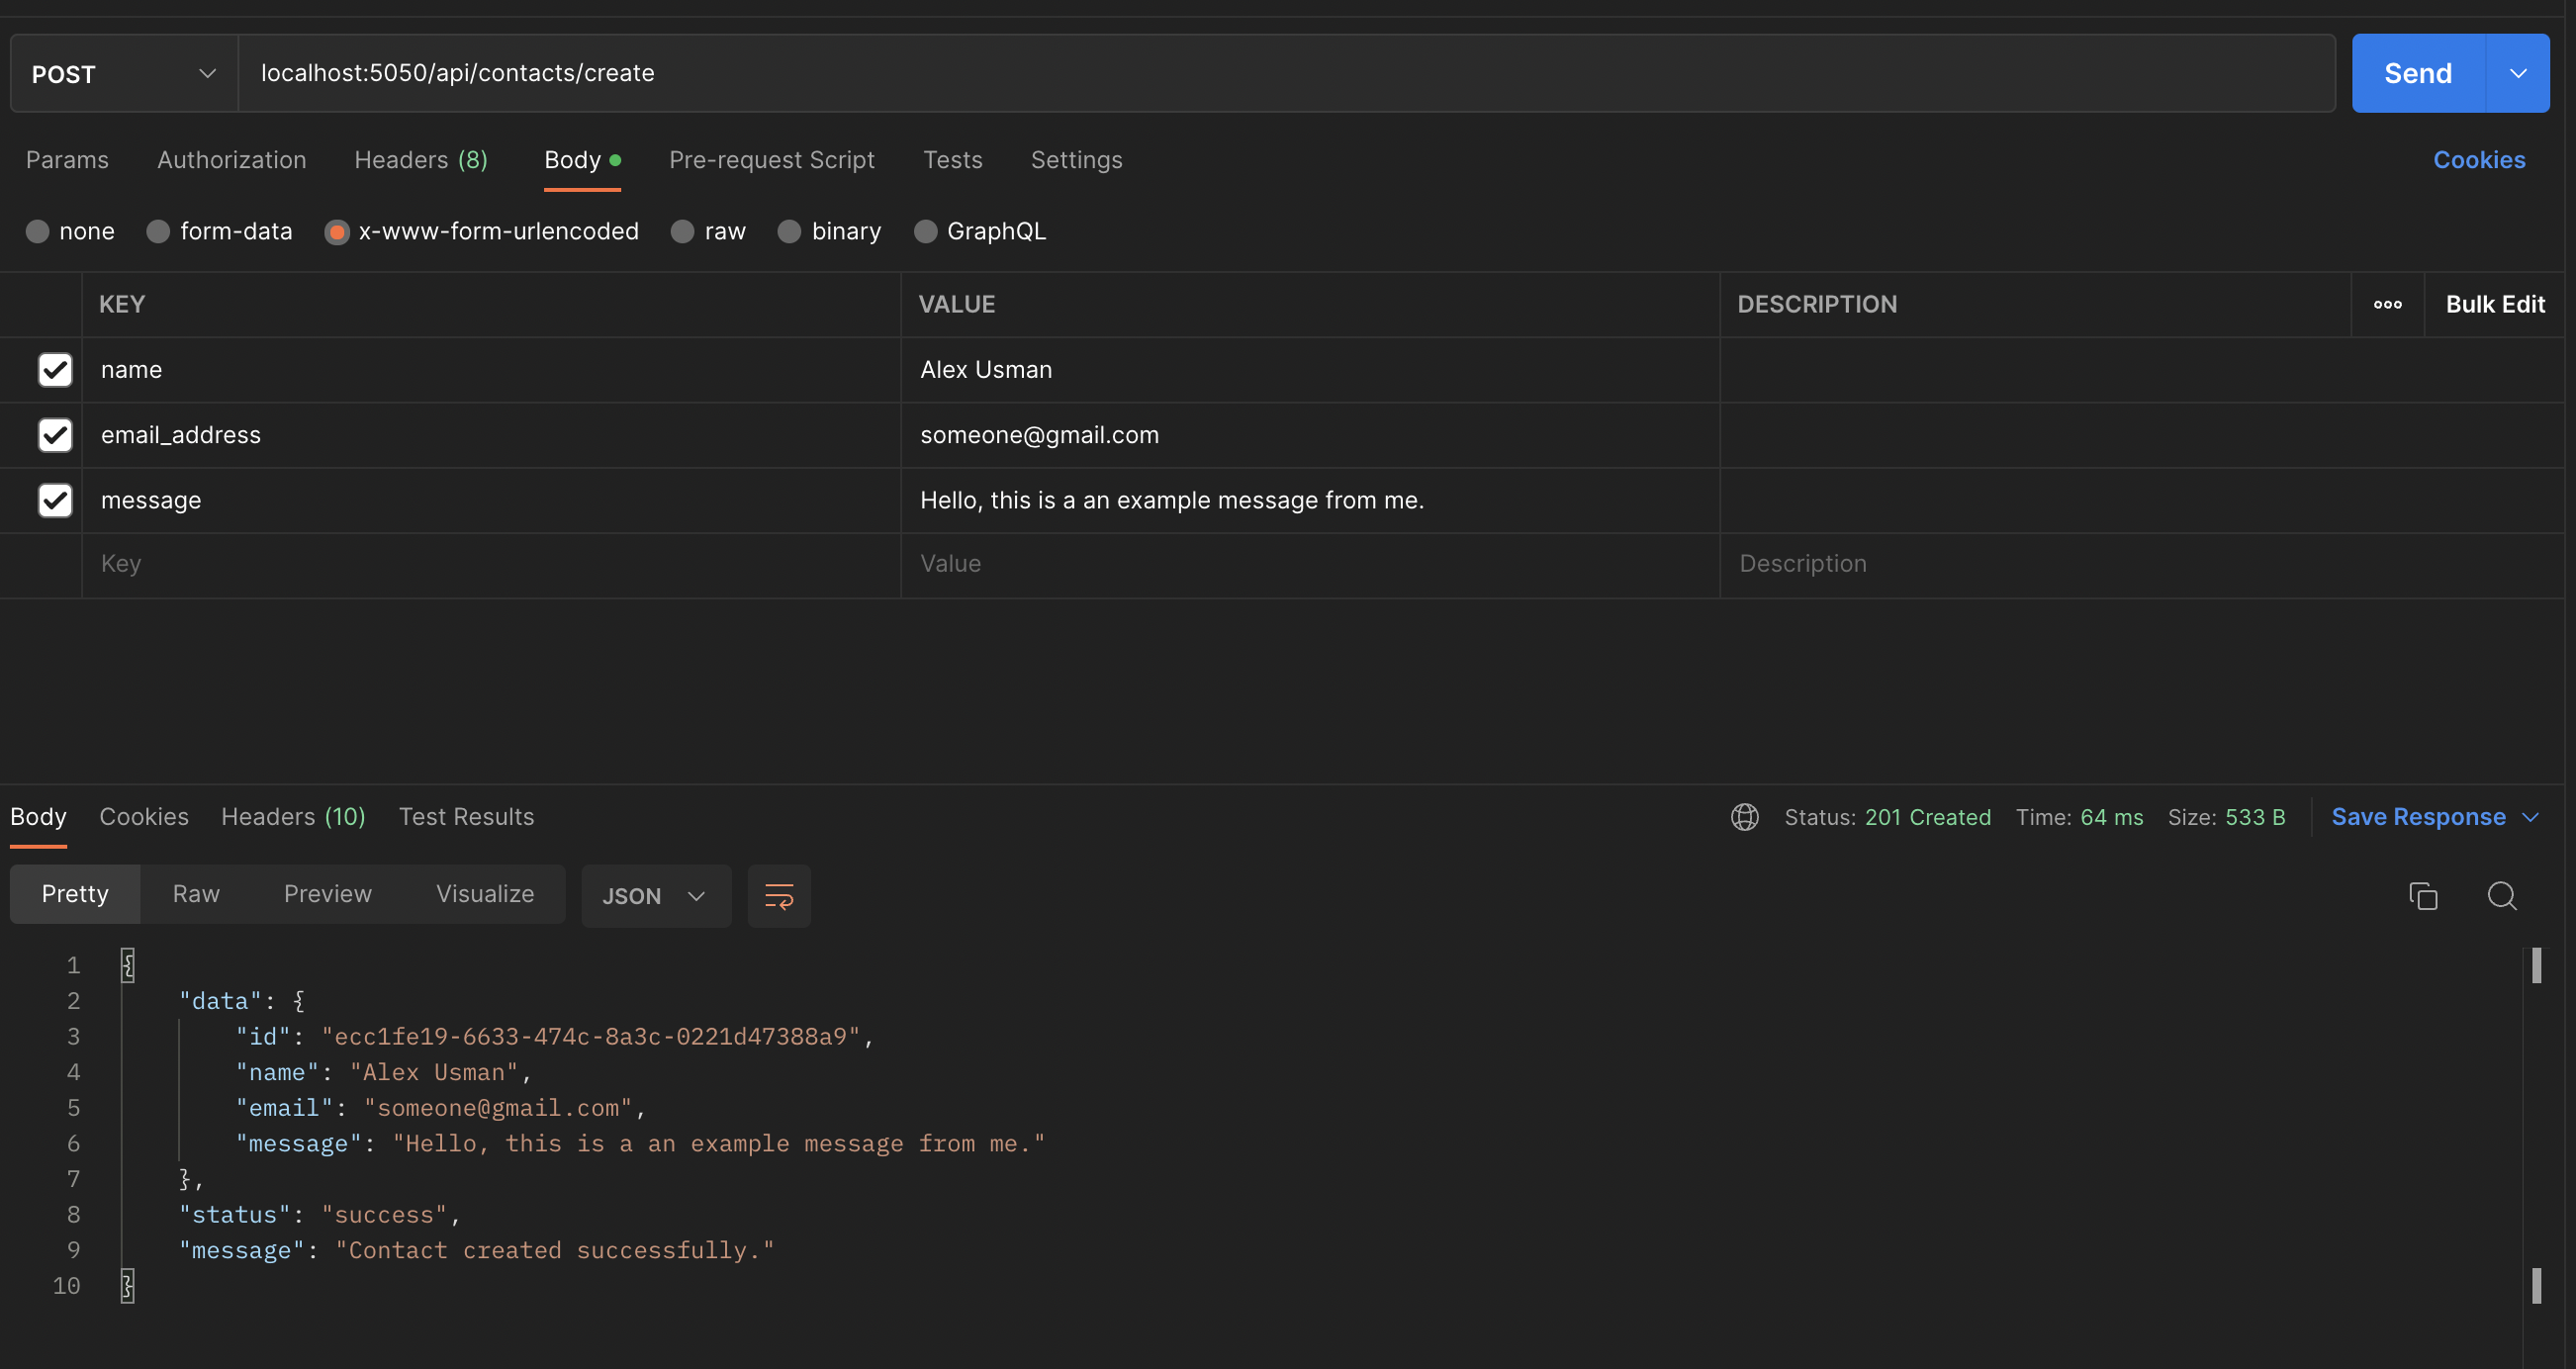 POST localhost:5050/api/contacts/create Send
Params Authorization Headers (8) Body Pre-request Script Tests Settings Cookies
none form-data x-www-form-urlencoded raw binary GraphQL
KEY VALUE DESCRIPTION Bulk Edit
name Alex Usman
email_address someone@gmail.com
message Hello, this is a an example message from me.
Key Value Description
Body Cookies Headers (10) Test Results Status: 201 Created Time: 64 ms Size: 533 B Save Response
Pretty Raw Preview Visualize JSON
1 {
2 "data": {
3 "id": "ecc1fe19-6633-474c-8a3c-0221d47388a9",
4 "name": "Alex Usman",
5 "email": "someone@gmail.com",
6 "message": "Hello, this is a an example message from me."
7 },
8 "status": "success",
9 "message": "Contact created successfully."
10 }